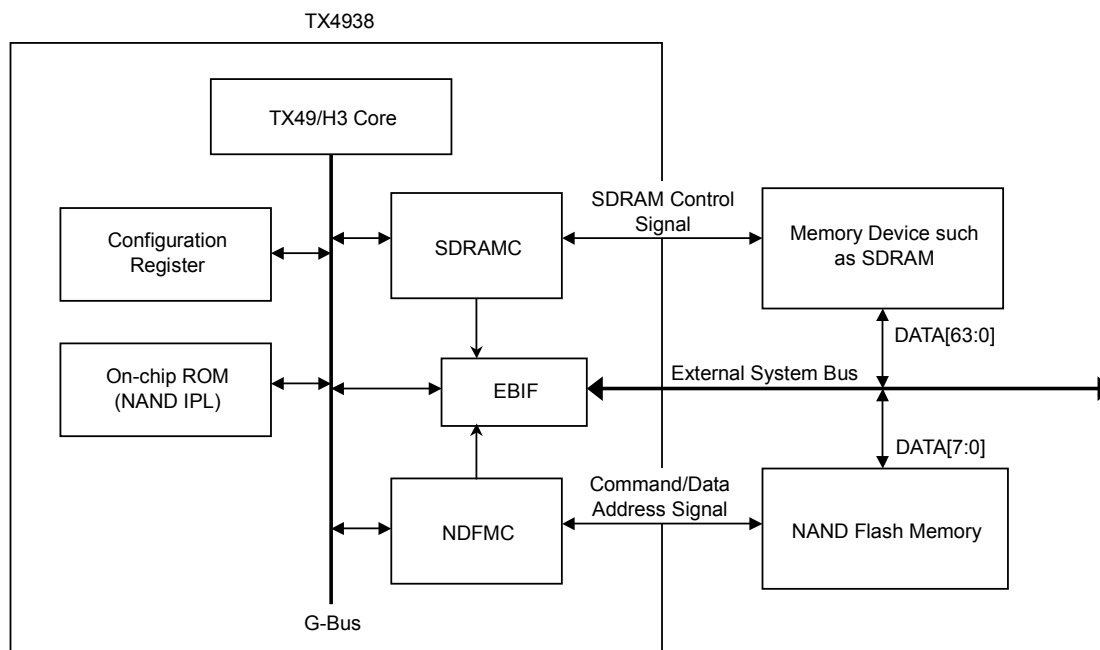 TX4938
TX49/H3 Core
Configuration
Register
SDRAMC
SDRAM Control
Signal
Memory Device such
as SDRAM
DATA[63:0]
On-chip ROM
(NAND IPL)
EBIF
External System Bus
DATA[7:0]
NDFMC
Command/Data
Address Signal
NAND Flash Memory
G-Bus